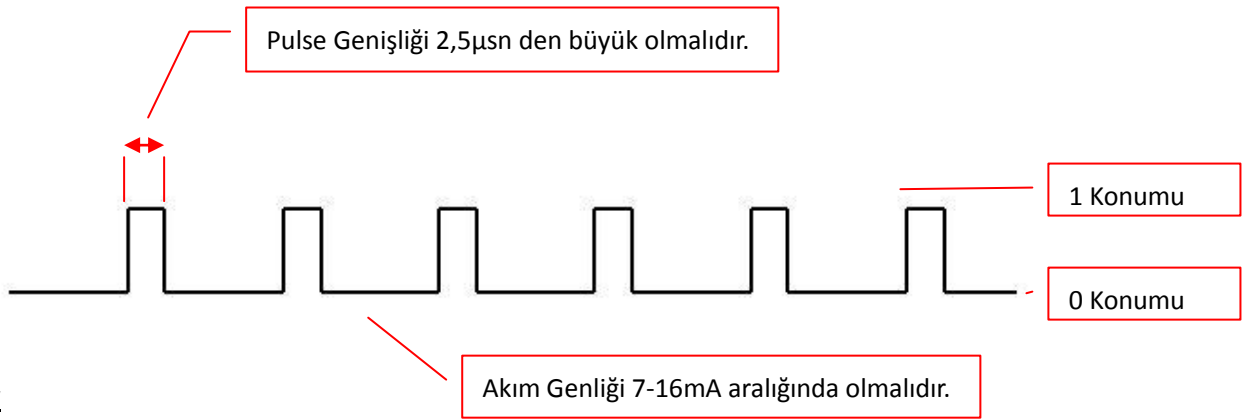 Pulse Genişliği 2,5µsn den büyük olmalıdır.
1 Konumu
0 Konumu
Akım Genliği 7-16mA aralığında olmalıdır.